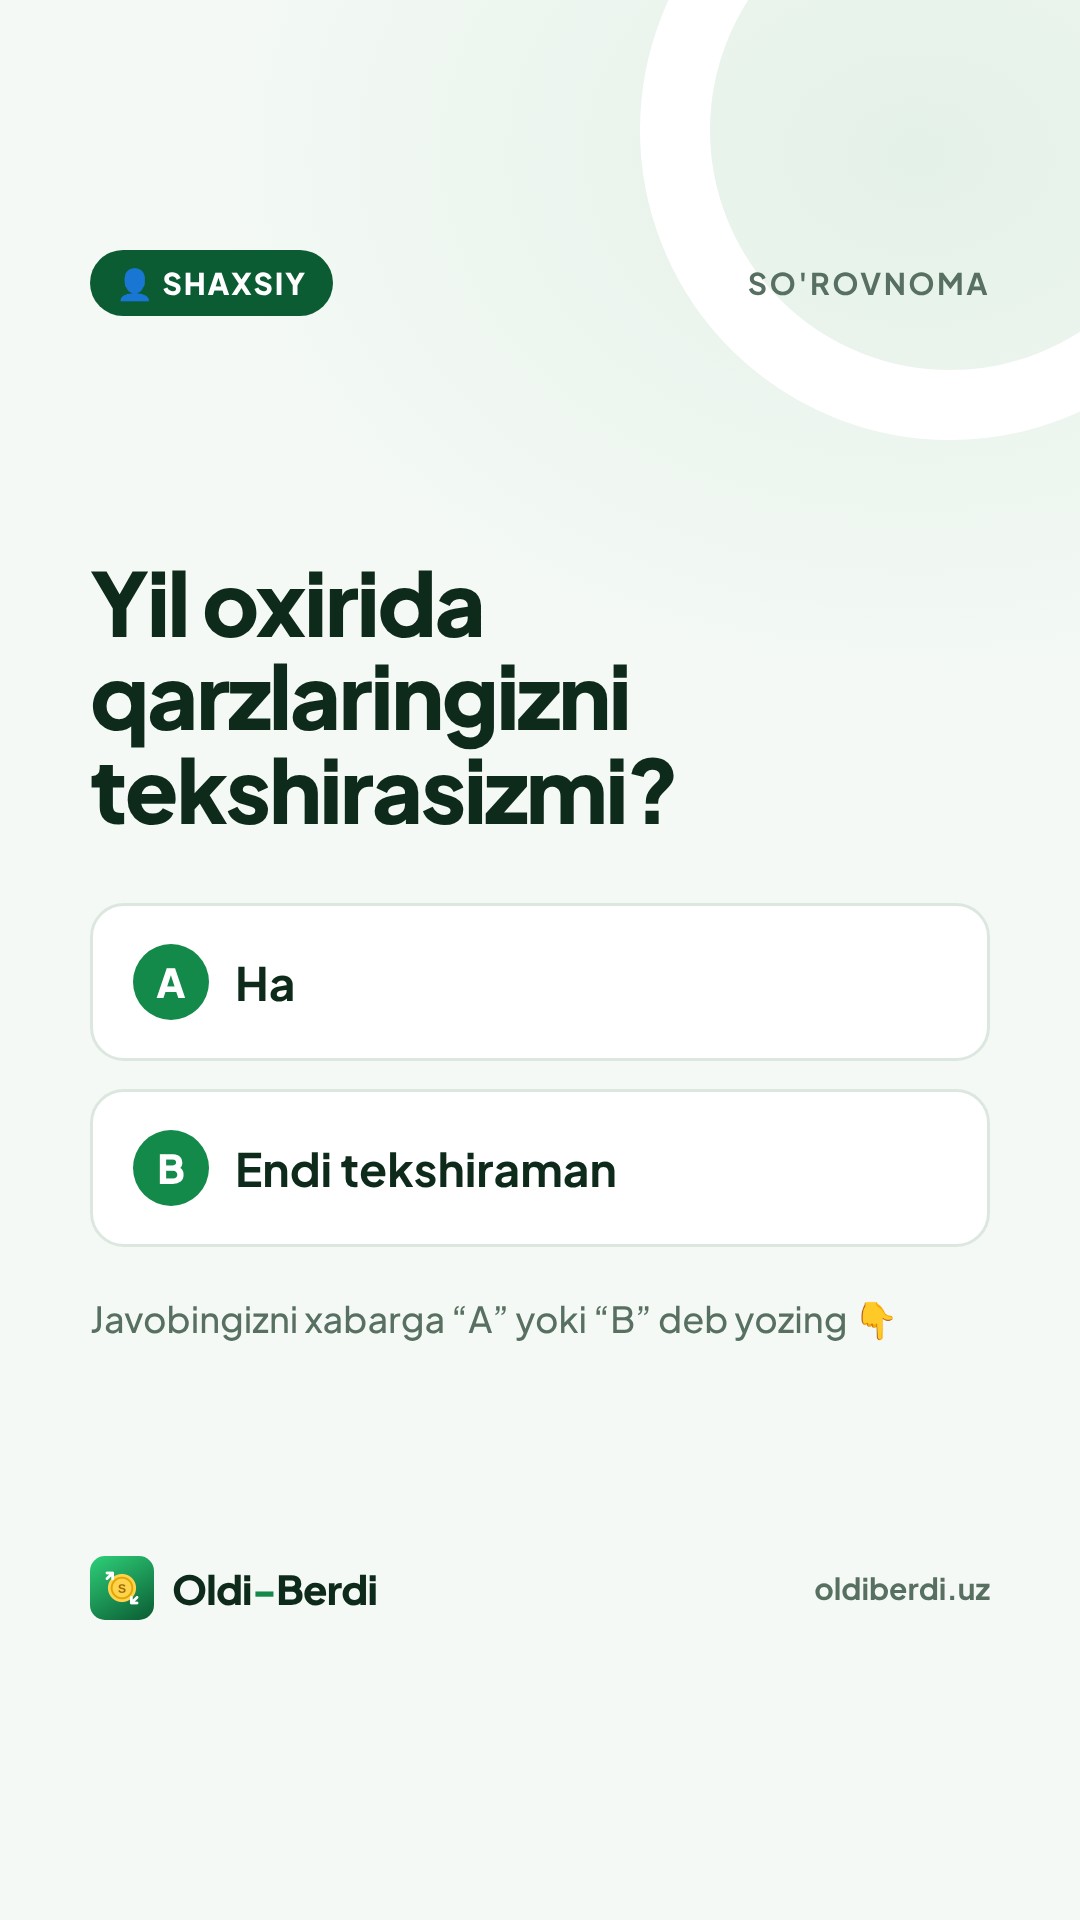 👤 SHAXSIY
SO'ROVNOMA
Yil oxirida
qarzlaringizni
tekshirasizmi?
A Ha
B Endi tekshiraman
Javobingizni xabarga “A” yoki “B” deb yozing 👇
S
Oldi-Berdi
oldiberdi.uz